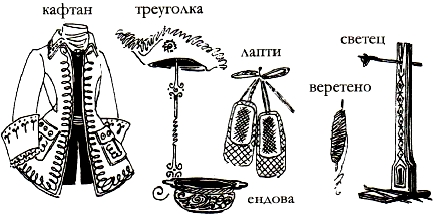 кафтан
треуголка
лапти
светец
веретено
ендова